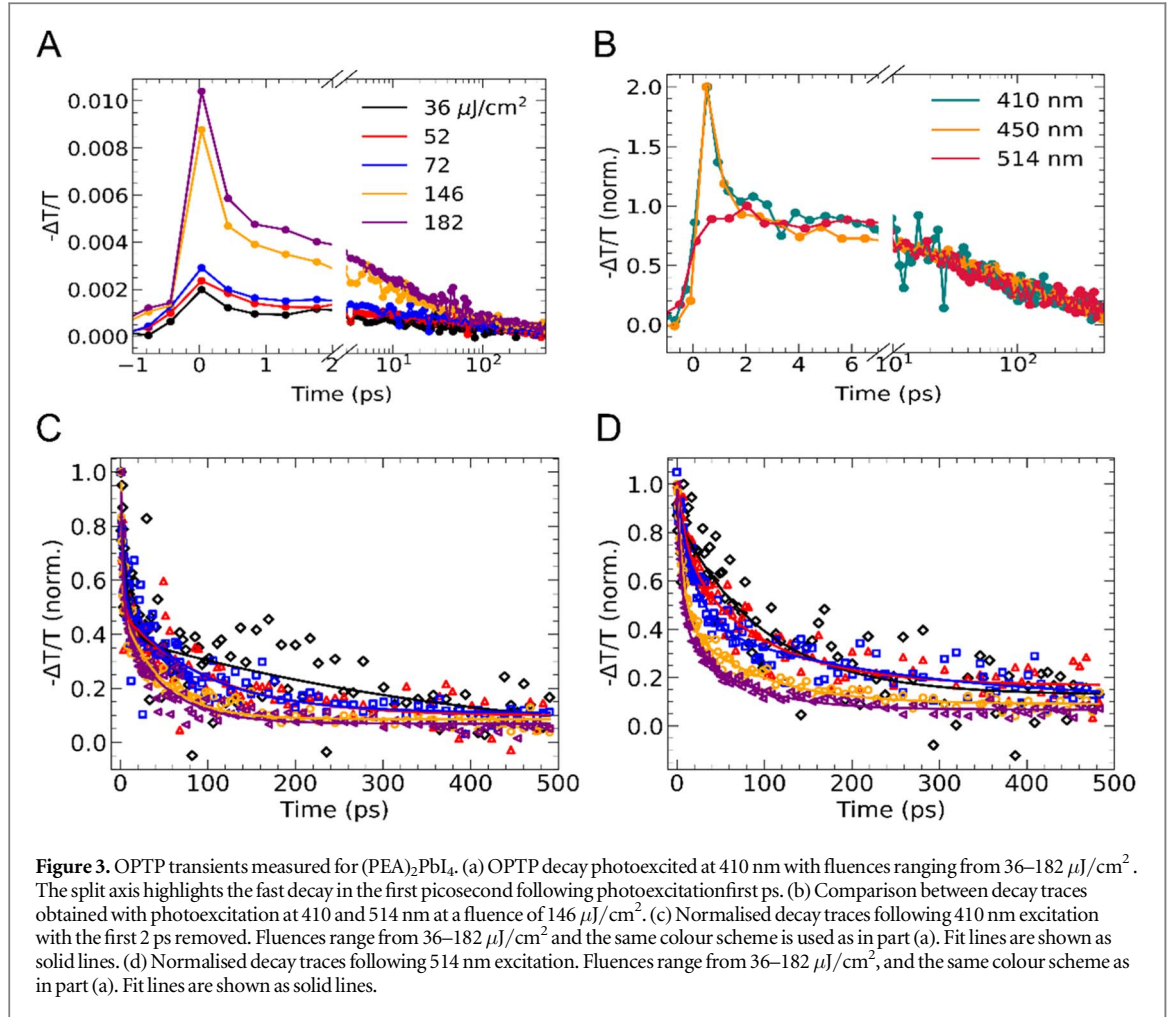 A
B
0.010
0.008
0.006
0.004
0.002
0.000
-ΔT/T
36 μJ/cm²
52
72
146
182
−1 0 1 2 10¹ 10²
Time (ps)
2.0
1.5
1.0
0.5
0.0
-ΔT/T (norm.)
410 nm
450 nm
514 nm
0 2 4 6 10¹ 10²
Time (ps)
C
D
1.0
0.8
0.6
0.4
0.2
0.0
-ΔT/T (norm.)
0 100 200 300 400 500
Time (ps)
1.0
0.8
0.6
0.4
0.2
0.0
-ΔT/T (norm.)
0 100 200 300 400 500
Time (ps)
Figure 3. OPTP transients measured for (PEA)₂PbI₄. (a) OPTP decay photoexcited at 410 nm with fluences ranging from 36–182 μJ/cm² .
The split axis highlights the fast decay in the first picosecond following photoexcitationfirst ps. (b) Comparison between decay traces
obtained with photoexcitation at 410 and 514 nm at a fluence of 146 μJ/cm². (c) Normalised decay traces following 410 nm excitation
with the first 2 ps removed. Fluences range from 36–182 μJ/cm² and the same colour scheme is used as in part (a). Fit lines are shown as
solid lines. (d) Normalised decay traces following 514 nm excitation. Fluences range from 36–182 μJ/cm², and the same colour scheme as
in part (a). Fit lines are shown as solid lines.